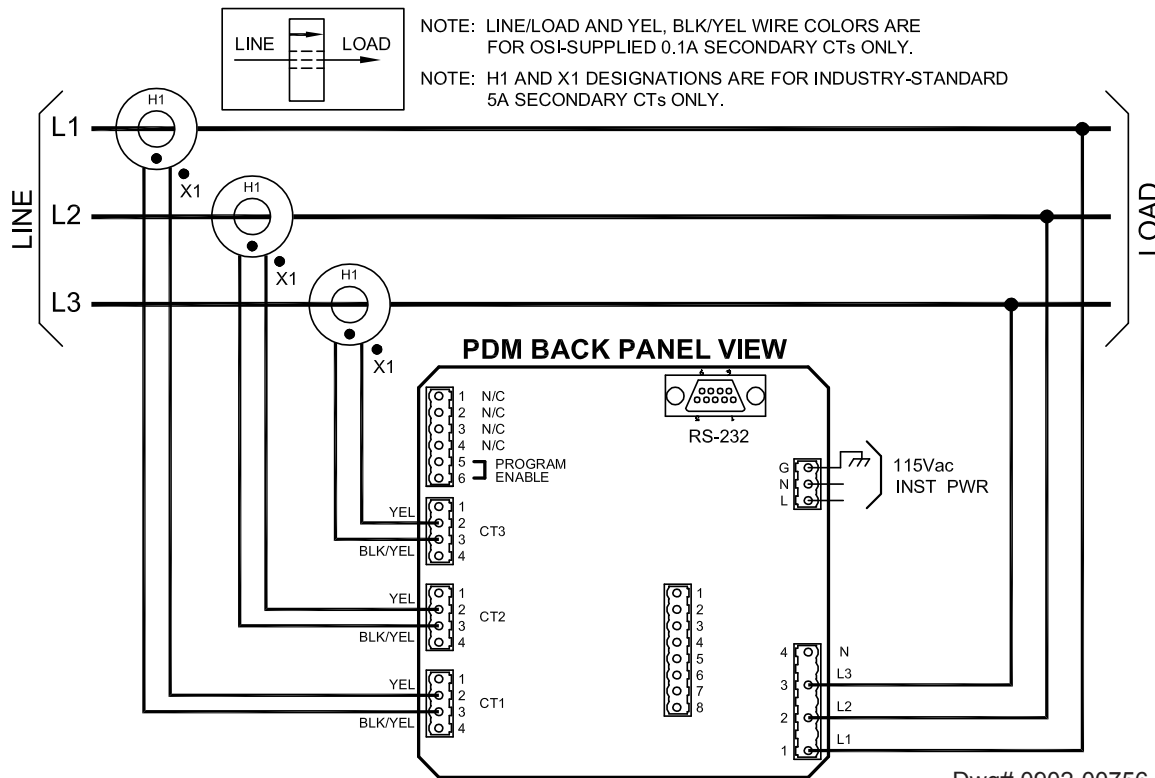 NOTE: LINE/LOAD AND YEL, BLK/YEL WIRE COLORS ARE
FOR OSI-SUPPLIED 0.1A SECONDARY CTs ONLY.
NOTE: H1 AND X1 DESIGNATIONS ARE FOR INDUSTRY-STANDARD
5A SECONDARY CTs ONLY.
LINE LOAD
LINE
LOAD
L1
H1
X1
L2
H1
X1
L3
H1
X1
PDM BACK PANEL VIEW
1 N/C
2 N/C
3 N/C
4 N/C
5 PROGRAM
6 ENABLE
RS-232
G
N
L
115Vac
INST PWR
YEL
BLK/YEL
1
2
3
4
CT3
YEL
BLK/YEL
1
2
3
4
CT2
YEL
BLK/YEL
1
2
3
4
CT1
1
2
3
4
5
6
7
8
4 N
3 L3
2 L2
1 L1